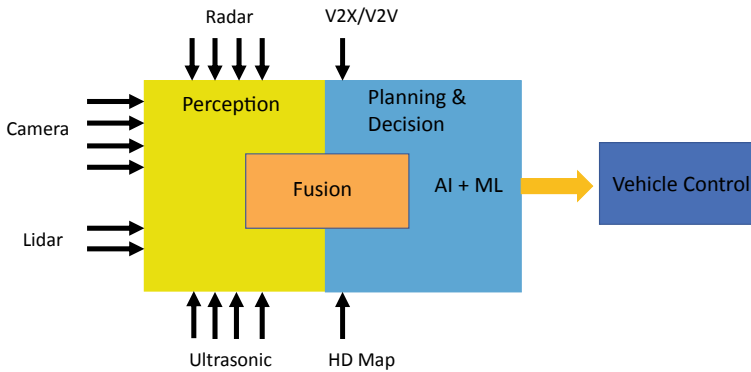 Radar
V2X/V2V
Perception
Planning &
Decision
Camera
Fusion
AI + ML
Vehicle Control
Lidar
Ultrasonic
HD Map